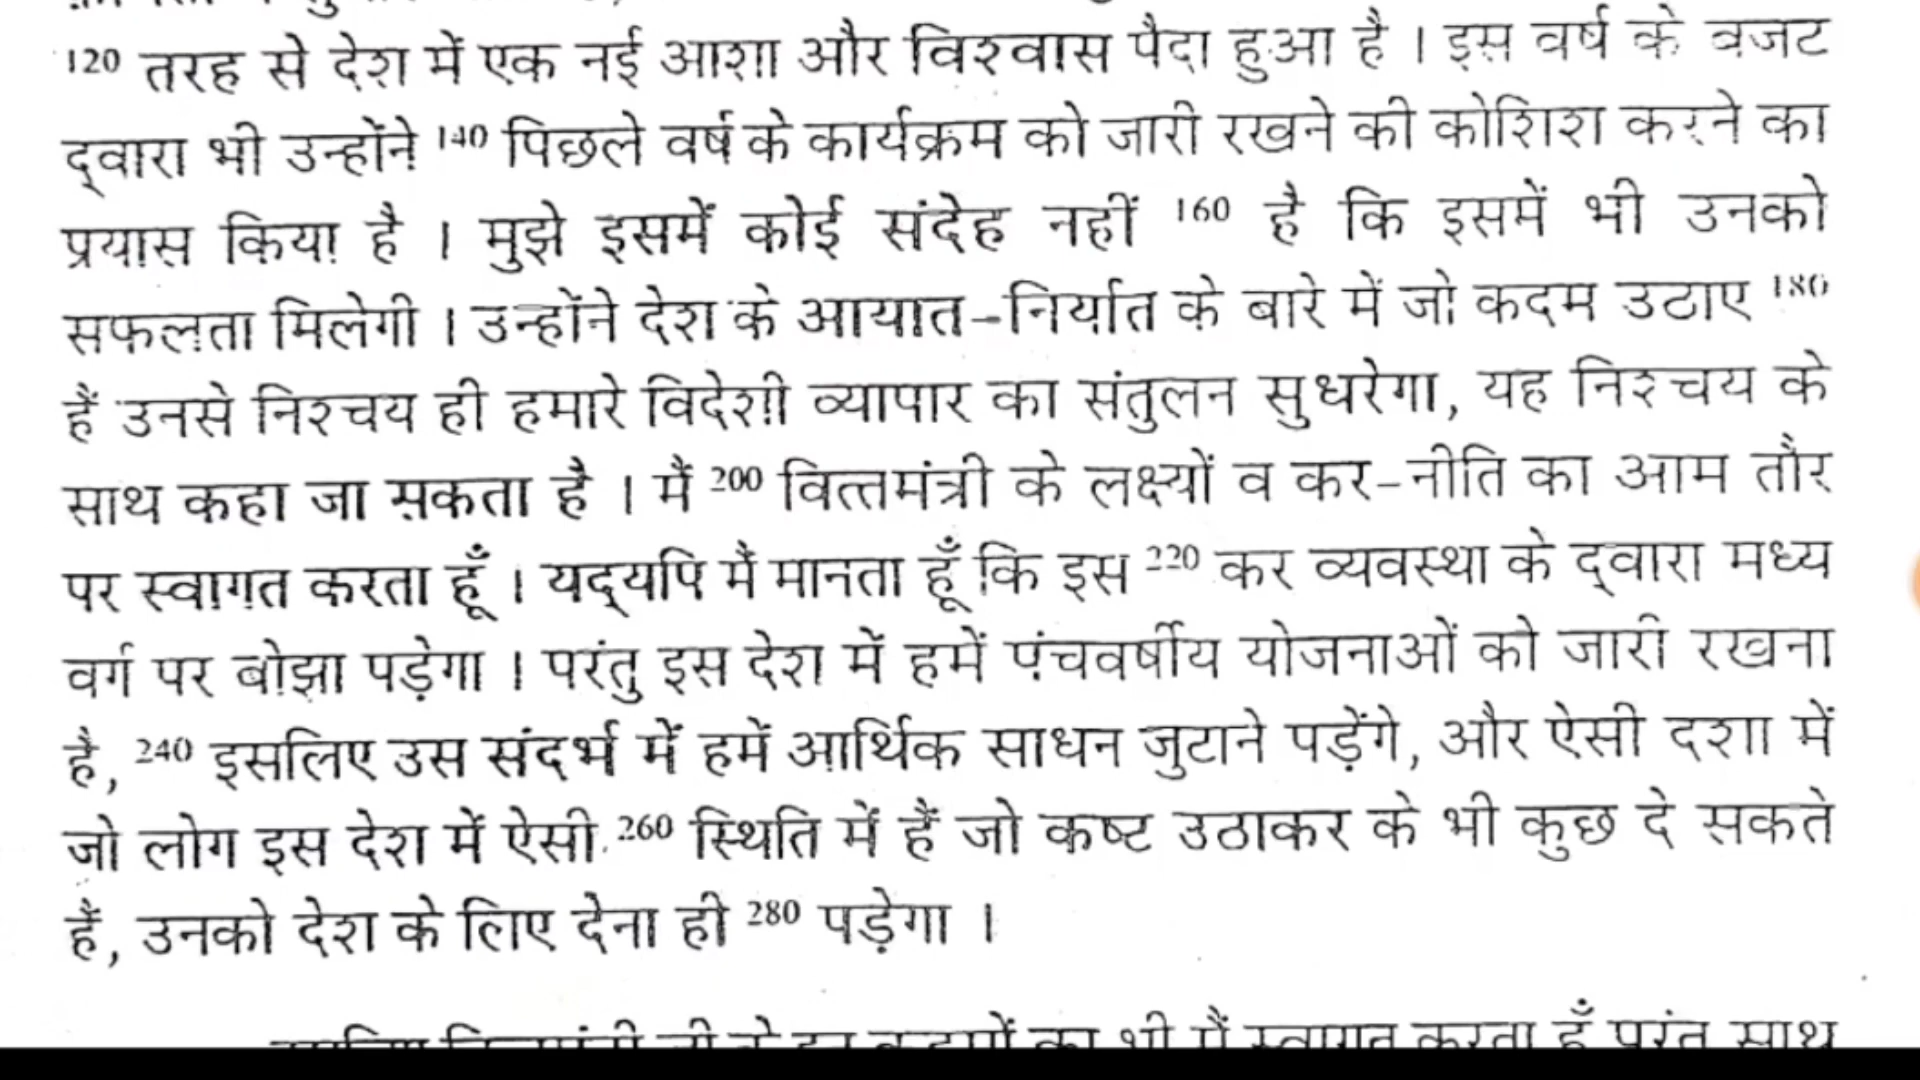 120 तरह से देश में एक नई आशा और विश्वास पैदा हुआ है । इस वर्ष के बजट
द्वारा भी उन्होंने 140 पिछले वर्ष के कार्यक्रम को जारी रखने की कोशिश करने का
प्रयास किया है । मुझे इसमें कोई संदेह नहीं 160 है कि इसमें भी उनको
सफलता मिलेगी । उन्होंने देश के आयात-निर्यात के बारे में जो कदम उटाए 180
हैं उनसे निश्चय ही हमारे विदेशी व्यापार का संतुलन सुधरेगा, यह निश्चय के
साथ कहा जा सकता है । मैं 200 वित्तमंत्री के लक्ष्यों व कर-नीति का आम तौर
पर स्वागत करता हूँ । यद्यपि मैं मानता हूँ कि इस 220 कर व्यवस्था के द्वारा मध्य
वर्ग पर बोझा पड़ेगा । परंतु इस देश में हमें पंचवर्षीय योजनाओं को जारी रखना
है, 240 इसलिए उस संदर्भ में हमें आर्थिक साधन जुटाने पड़ेंगे, और ऐसी दशा में
जो लोग इस देश में ऐसी 260 स्थिति में हैं जो कष्ट उठाकर के भी कुछ दे सकते
हैं, उनको देश के लिए देना ही 280 पड़ेगा ।
का भी मैं स्वागत करता हूँ परंतु साथ